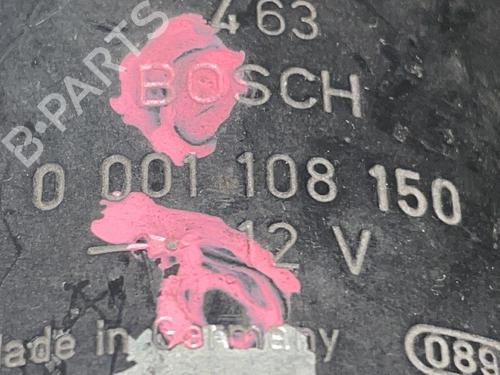 463
BOSCH
0 001 108 150
12 V
Made in Germany
089
B-PARTS